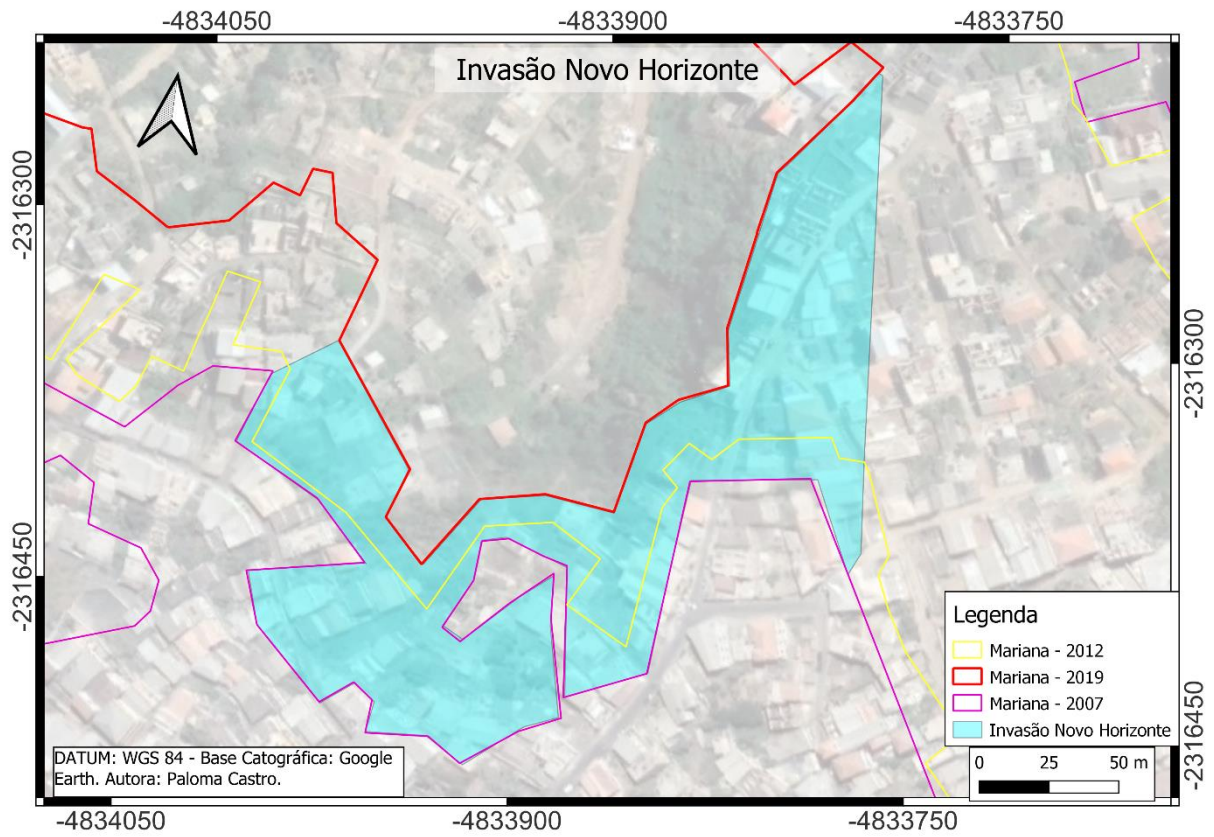 -4834050 -4833900 -4833750
Invasão Novo Horizonte
-2316300
-2316300
-2316450
-2316450
Legenda
Mariana - 2012
Mariana - 2019
Mariana - 2007
Invasão Novo Horizonte
DATUM: WGS 84 - Base Catográfica: Google
Earth. Autora: Paloma Castro.
0 25 50 m
-4834050 -4833900 -4833750